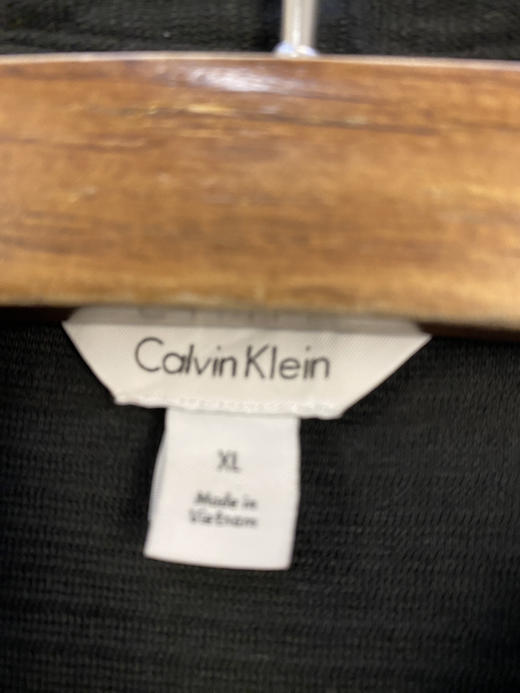 Calvin Klein
XL
Made in
Vietnam